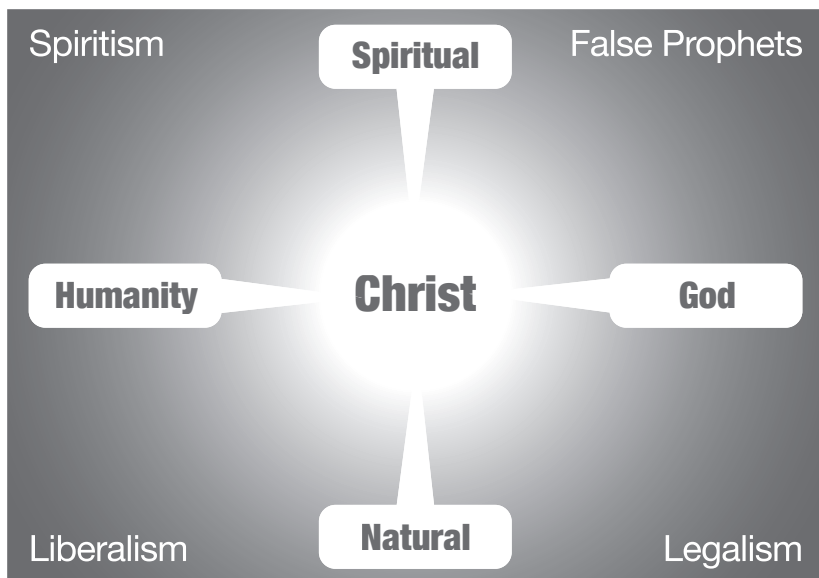 Spiritism
Spiritual
False Prophets
Humanity
Christ
God
Liberalism
Natural
Legalism